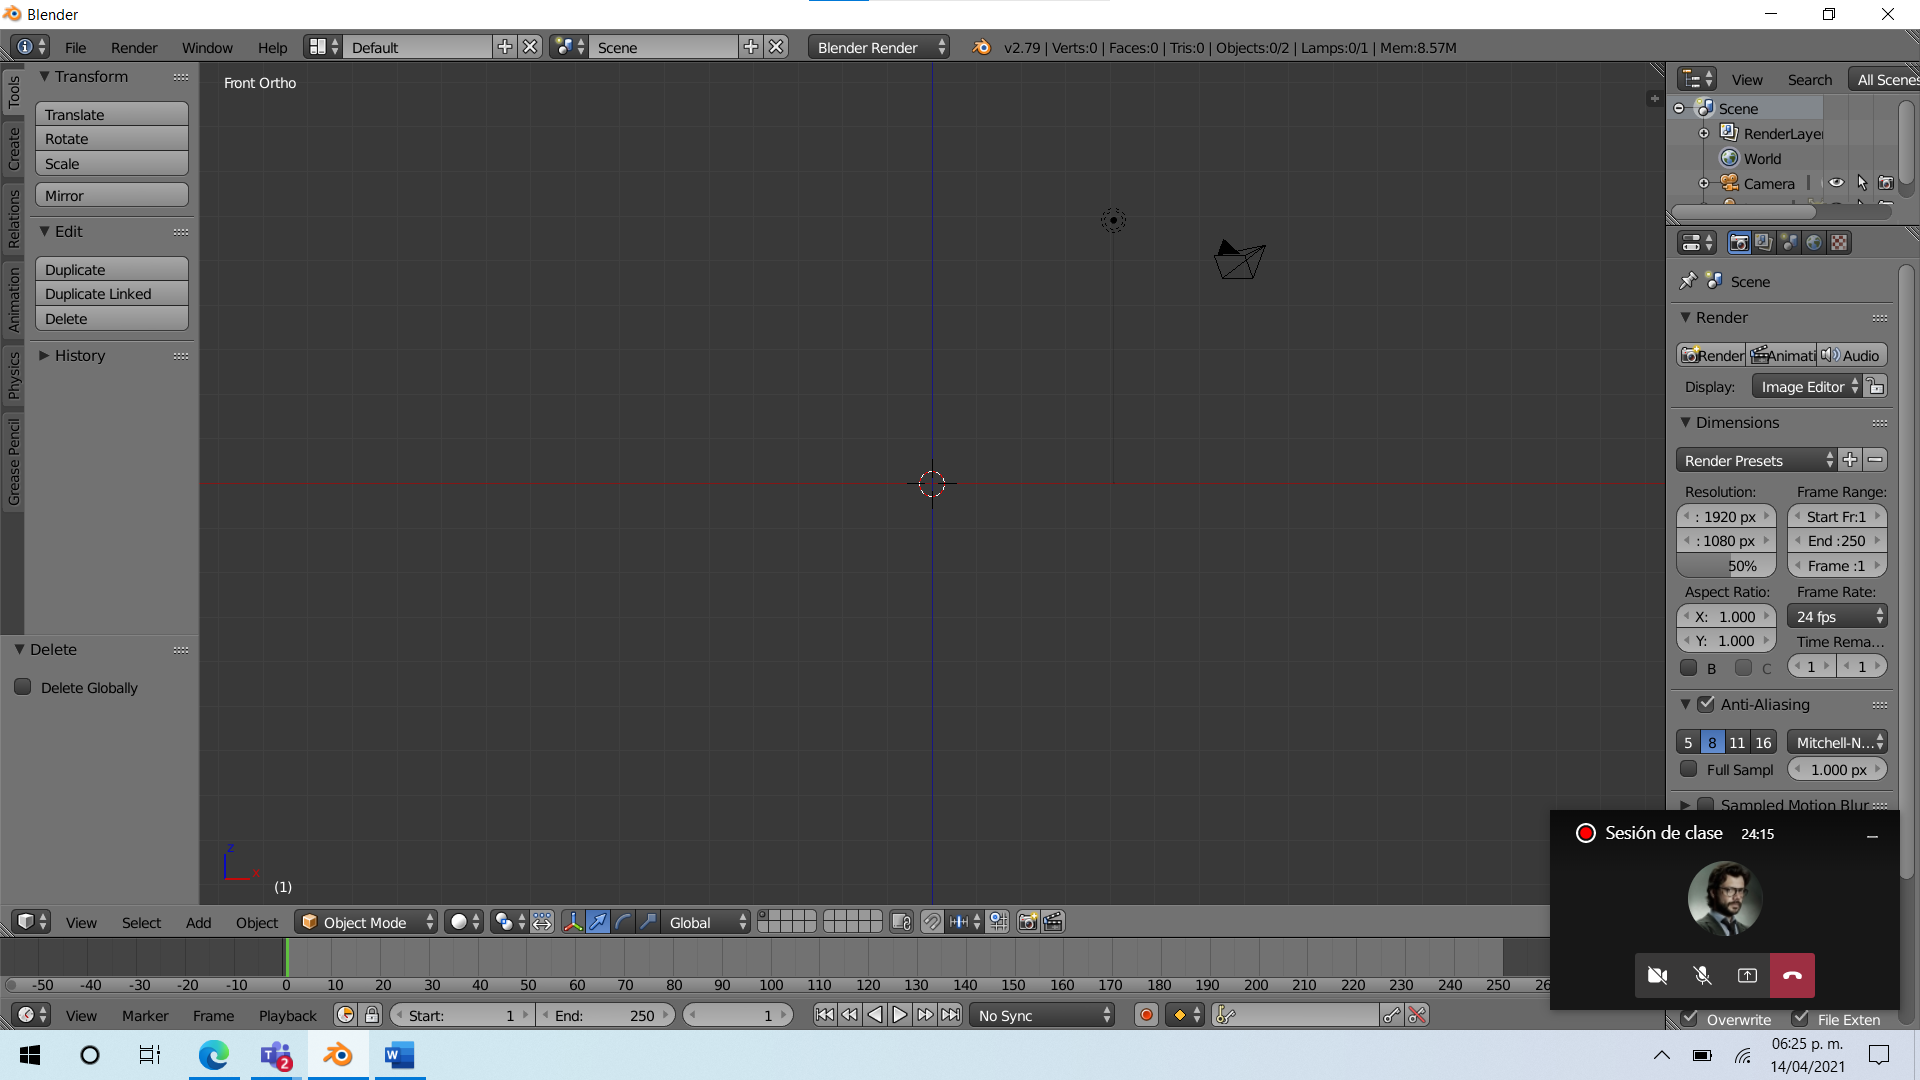 Blender
File Render Window Help Default Scene Blender Render v2.79 | Verts:0 | Faces:0 | Tris:0 | Objects:0/2 | Lamps:0/1 | Mem:8.57M
Tools
Create
Relations
Animation
Physics
Grease Pencil
Transform
Translate
Rotate
Scale
Mirror
Edit
Duplicate
Duplicate Linked
Delete
History
Delete
Delete Globally
Front Ortho
z
x
(1)
View Search All Scenes
Scene
RenderLayer
World
Camera
Scene
Render
Render Animati Audio
Display: Image Editor
Dimensions
Render Presets
Resolution: Frame Range:
: 1920 px Start Fr:1
: 1080 px End :250
50% Frame :1
Aspect Ratio: Frame Rate:
X: 1.000 24 fps
Y: 1.000 Time Rema...
B C 1 1
Anti-Aliasing
5 8 11 16 Mitchell-N...
Full Sampl 1.000 px
Sampled Motion Blur
Sesión de clase 24:15
Overwrite File Exten
View Select Add Object Object Mode Global
-50 -40 -30 -20 -10 0 10 20 30 40 50 60 70 80 90 100 110 120 130 140 150 160 170 180 190 200 210 220 230 240 250
View Marker Frame Playback Start: 1 End: 250 1 No Sync
T 2 W
06:25 p. m.
14/04/2021